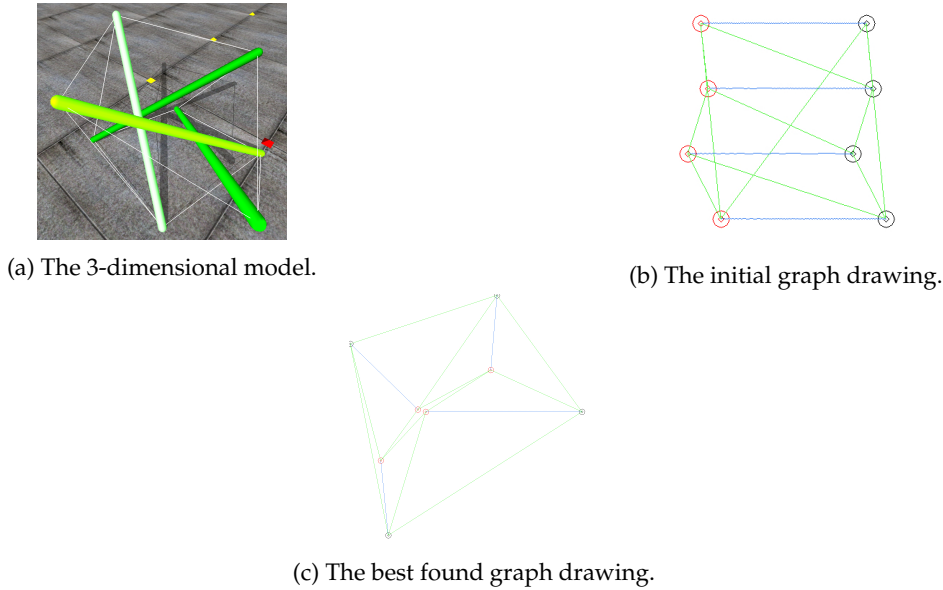 (a) The 3-dimensional model.
(b) The initial graph drawing.
(c) The best found graph drawing.